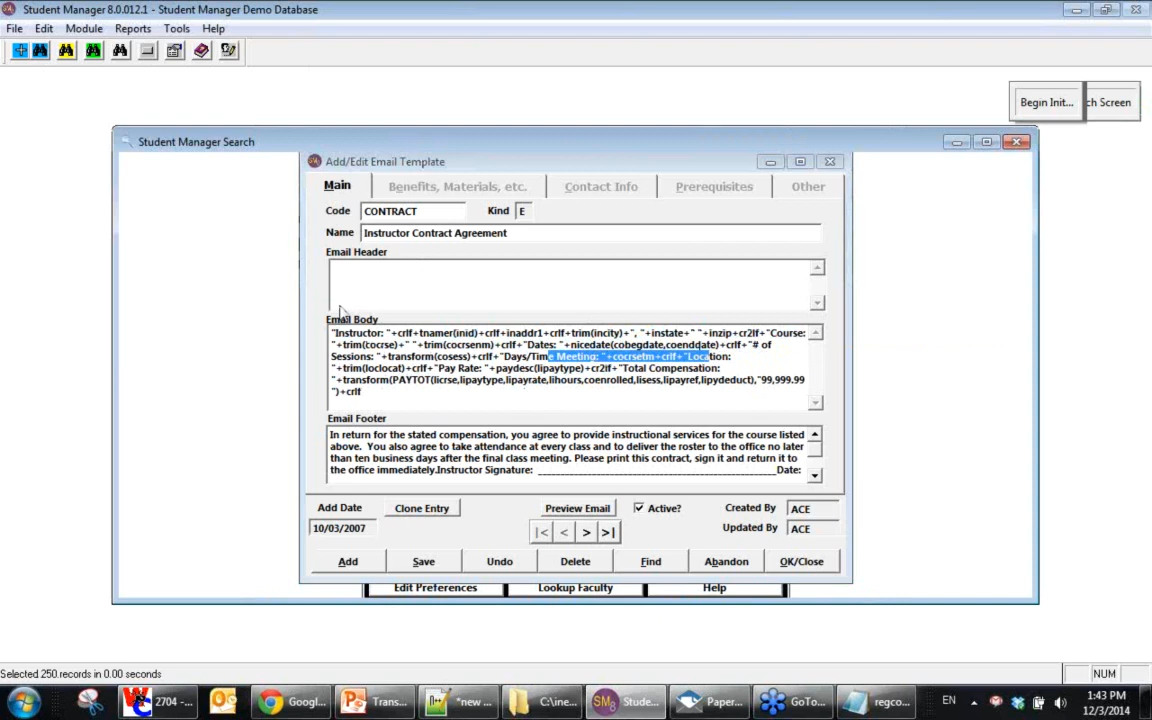 Student Manager 8.0.012.1 - Student Manager Demo Database
File Edit Module Reports Tools Help
Begin Init... ch Screen
Student Manager Search
Add/Edit Email Template
Main Benefits, Materials, etc. Contact Info Prerequisites Other
Code CONTRACT Kind E
Name Instructor Contract Agreement
Email Header
Email Body
"Instructor: "+crlf+tnamer(inid)+crlf+inaddr1+crlf+trim(incity)+", "+instate+" "+inzip+cr2lf+"Course:
"+trim(cocrse)+" "+trim(cocrsenm)+crlf+"Dates: "+nicedate(cobegdate,coenddate)+crlf+"# of
Sessions: "+transform(cosess)+crlf+"Days/Time Meeting: "+cocrsetm+crlf+"Location:
"+trim(loclocat)+crlf+"Pay Rate: "+paydesc(lipaytype)+cr2lf+"Total Compensation:
"+transform(PAYTOT(licrse,lipaytype,lipayrate,lihours,coenrolled,lisess,lipayref,lipydeduct),"99,999.99
")+crlf
Email Footer
In return for the stated compensation, you agree to provide instructional services for the course listed
above. You also agree to take attendance at every class and to deliver the roster to the office no later
than ten business days after the final class meeting. Please print this contract, sign it and return it to
the office immediately.Instructor Signature: ________________________________________Date:
Add Date Clone Entry Preview Email Active? Created By ACE
10/03/2007 |< < > >| Updated By ACE
Add Save Undo Delete Find Abandon OK/Close
Edit Preferences Lookup Faculty Help
Selected 250 records in 0.00 seconds NUM
2704 -... Googl... Trans... *new ... C:\ine... Stude... Paper... GoTo... regco... EN 1:43 PM
12/3/2014